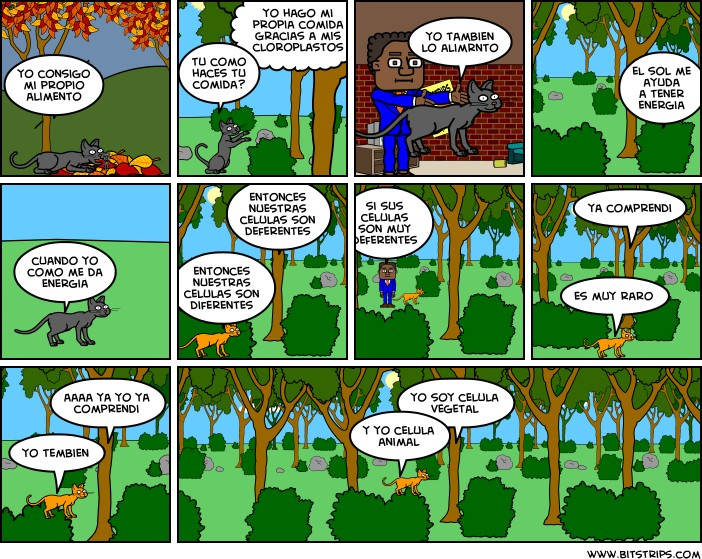 YO CONSIGO
MI PROPIO
ALIMENTO
YO HAGO MI
PROPIA COMIDA
GRACIAS A MIS
CLOROPLASTOS
TU COMO
HACES TU
COMIDA?
YO TAMBIEN
LO ALIMRNTO
EL SOL ME
AYUDA
A TENER
ENERGIA
CUANDO YO
COMO ME DA
ENERGIA
ENTONCES
NUESTRAS
CELULAS SON
DEFERENTES
ENTONCES
NUESTRAS
CELULAS SON
DIFERENTES
SI SUS
CELULAS
SON MUY
DEFERENTES
YA COMPRENDI
ES MUY RARO
AAAA YA YO YA
COMPRENDI
YO TEMBIEN
YO SOY CELULA
VEGETAL
Y YO CELULA
ANIMAL
WWW.BITSTRIPS.COM